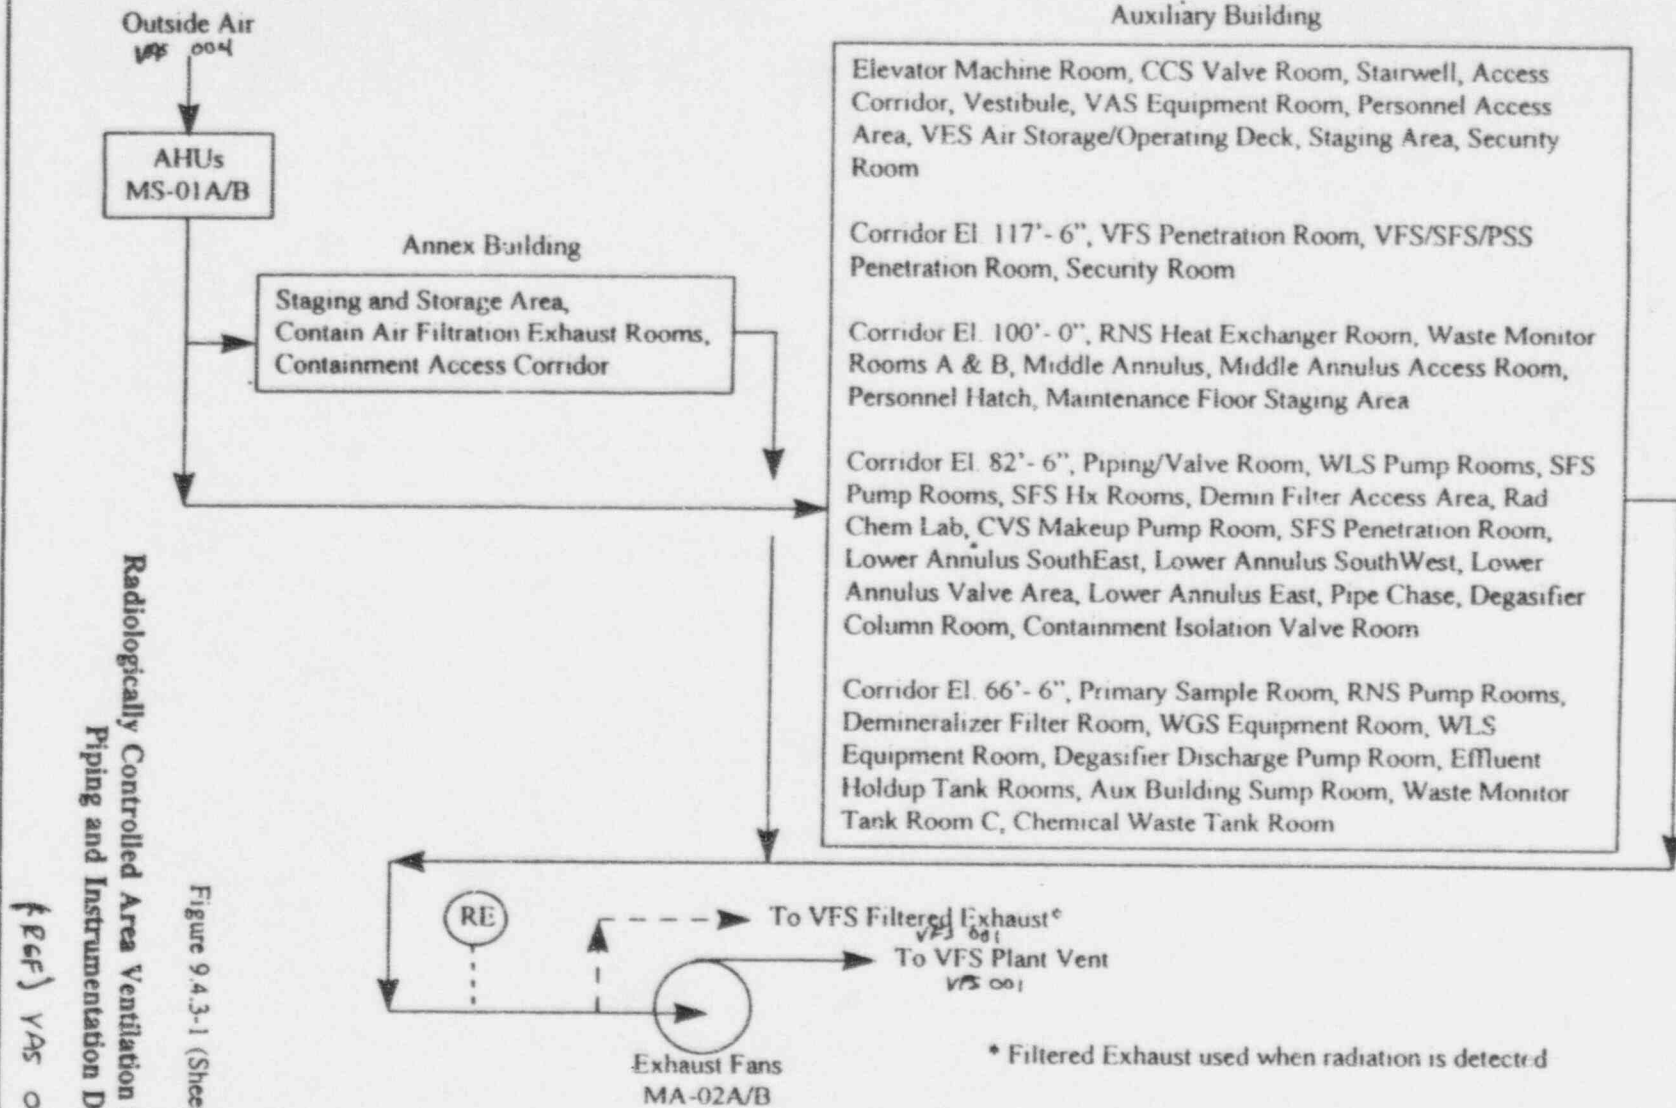 Outside Air
VFS 004
AHUs
MS-01A/B
Annex Building
Staging and Storage Area,
Contain Air Filtration Exhaust Rooms,
Containment Access Corridor
Auxiliary Building
Elevator Machine Room, CCS Valve Room, Stairwell, Access
Corridor, Vestibule, VAS Equipment Room, Personnel Access
Area, VES Air Storage/Operating Deck, Staging Area, Security
Room
Corridor El. 117'- 6", VFS Penetration Room, VFS/SFS/PSS
Penetration Room, Security Room
Corridor El. 100'- 0", RNS Heat Exchanger Room, Waste Monitor
Rooms A & B, Middle Annulus, Middle Annulus Access Room,
Personnel Hatch, Maintenance Floor Staging Area
Corridor El. 82'- 6", Piping/Valve Room, WLS Pump Rooms, SFS
Pump Rooms, SFS Hx Rooms, Demin Filter Access Area, Rad
Chem Lab, CVS Makeup Pump Room, SFS Penetration Room,
Lower Annulus SouthEast, Lower Annulus SouthWest, Lower
Annulus Valve Area, Lower Annulus East, Pipe Chase, Degasifier
Column Room, Containment Isolation Valve Room
Corridor El. 66'- 6", Primary Sample Room, RNS Pump Rooms,
Demineralizer Filter Room, WGS Equipment Room, WLS
Equipment Room, Degasifier Discharge Pump Room, Effluent
Holdup Tank Rooms, Aux Building Sump Room, Waste Monitor
Tank Room C, Chemical Waste Tank Room
RE
To VFS Filtered Exhaust*
VFS 001
To VFS Plant Vent
VFS 001
Exhaust Fans
MA-02A/B
* Filtered Exhaust used when radiation is detected
Figure 9.4.3-1 (Shee
Radiologically Controlled Area Ventilation
Piping and Instrumentation D
(REF) VAS 0